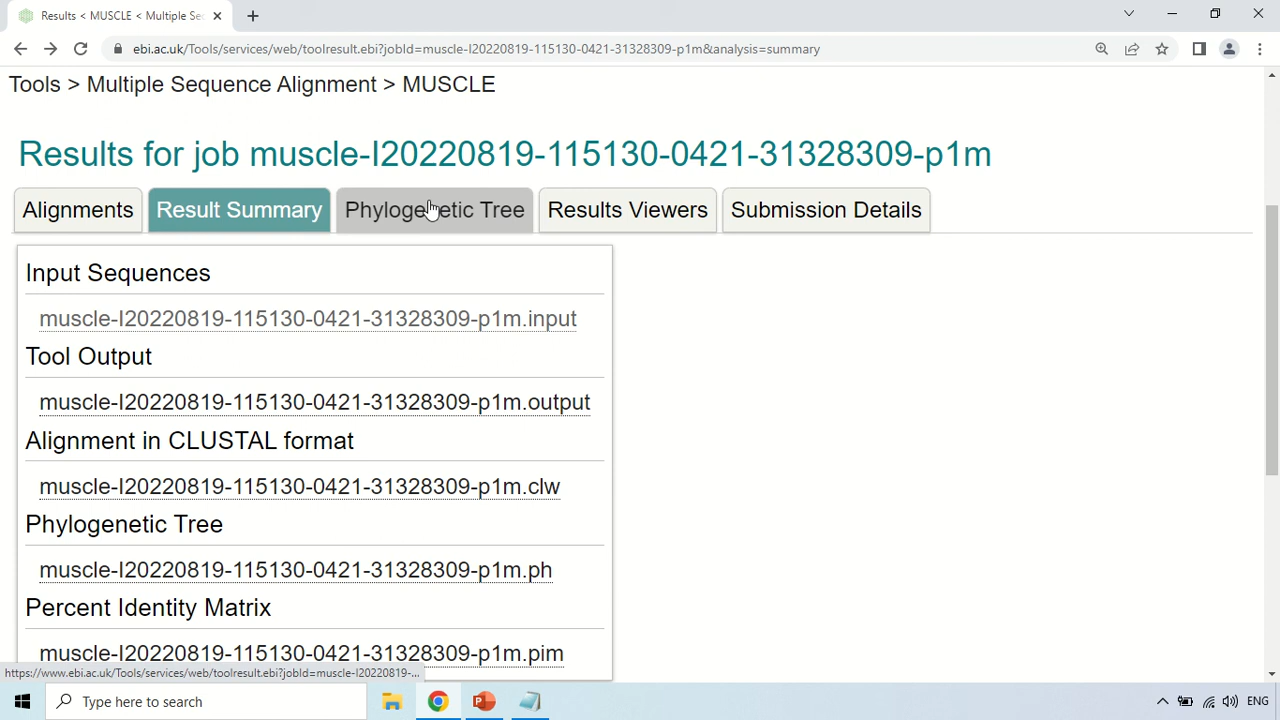 Results < MUSCLE < Multiple Se
ebi.ac.uk/Tools/services/web/toolresult.ebi?jobId=muscle-I20220819-115130-0421-31328309-p1m&analysis=summary
Tools > Multiple Sequence Alignment > MUSCLE
Results for job muscle-I20220819-115130-0421-31328309-p1m
Alignments
Result Summary
Phylogenetic Tree
Results Viewers
Submission Details
Input Sequences
muscle-I20220819-115130-0421-31328309-p1m.input
Tool Output
muscle-I20220819-115130-0421-31328309-p1m.output
Alignment in CLUSTAL format
muscle-I20220819-115130-0421-31328309-p1m.clw
Phylogenetic Tree
muscle-I20220819-115130-0421-31328309-p1m.ph
Percent Identity Matrix
muscle-I20220819-115130-0421-31328309-p1m.pim
https://www.ebi.ac.uk/Tools/services/web/toolresult.ebi?jobId=muscle-I20220819-...
Type here to search
ENG